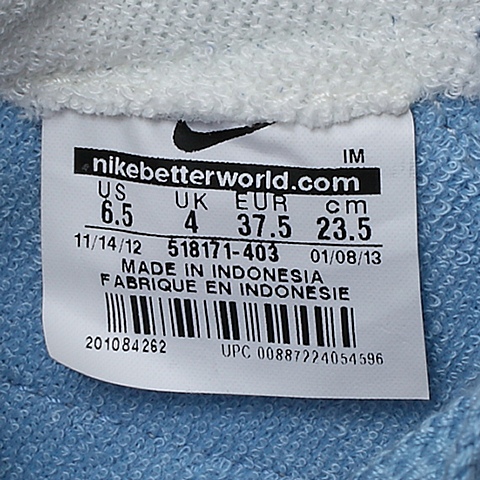 IM
nikebetterworld.com
US UK EUR cm
6.5 4 37.5 23.5
11/14/12 518171-403 01/08/13
MADE IN INDONESIA
FABRIQUE EN INDONESIE
201084262 UPC 00887224054596